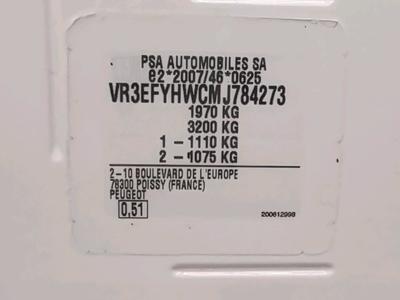 PSA AUTOMOBILES SA
e2*2007/46*0625
VR3EFYHWCMJ784273
1970 KG
3200 KG
1 - 1110 KG
2 - 1075 KG
2-10 BOULEVARD DE L'EUROPE
78300 POISSY (FRANCE)
PEUGEOT
0,51
200612998